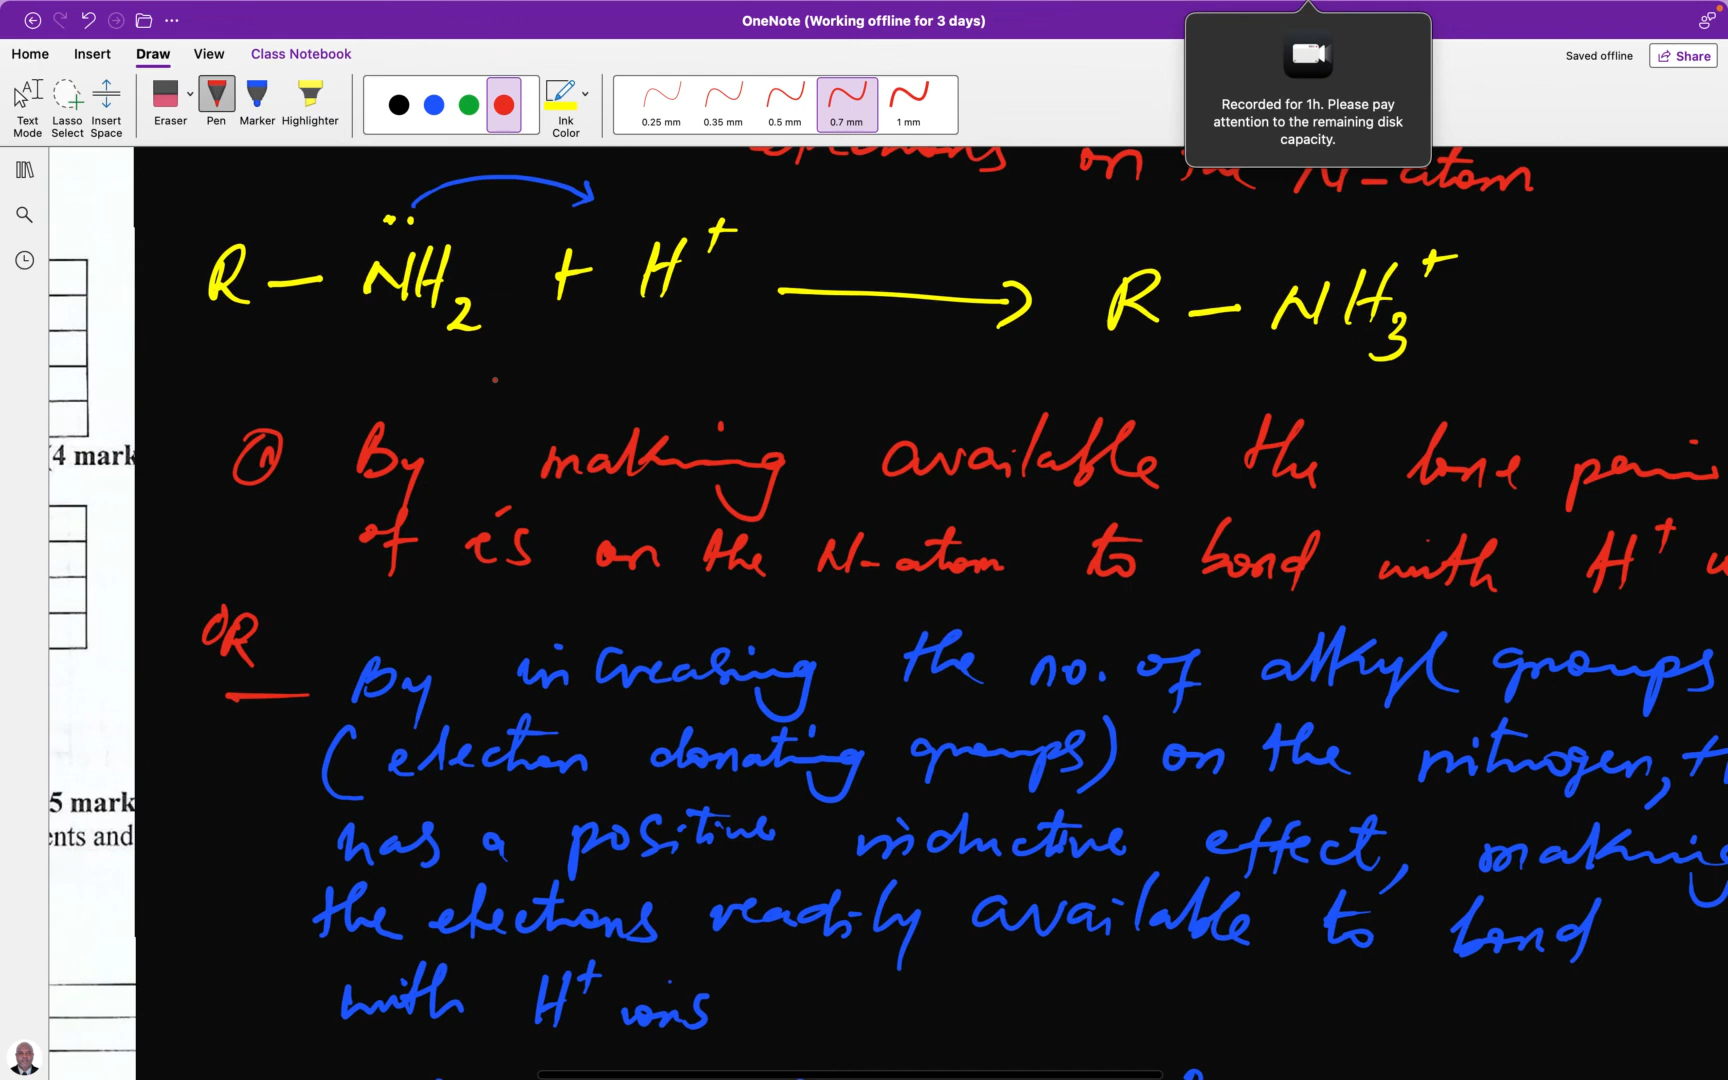 OneNote (Working offline for 3 days)
Home Insert Draw View Class Notebook
Saved offline Share
Text Mode Lasso Select Insert Space Eraser Pen Marker Highlighter Ink Color 0.25 mm 0.35 mm 0.5 mm 0.7 mm 1 mm
Recorded for 1h. Please pay
attention to the remaining disk
capacity.
on N-atom
R - NH2 + H+ → R - NH3+
By making available the lone pair
of e's on the N-atom to bond with H+
(4 mark
OR
By increasing the no. of alkyl groups
(electron donating groups) on the nitrogen,
has a positive inductive effect, making
the electrons readily available to bond
with H+ ions
5 mark
ents and